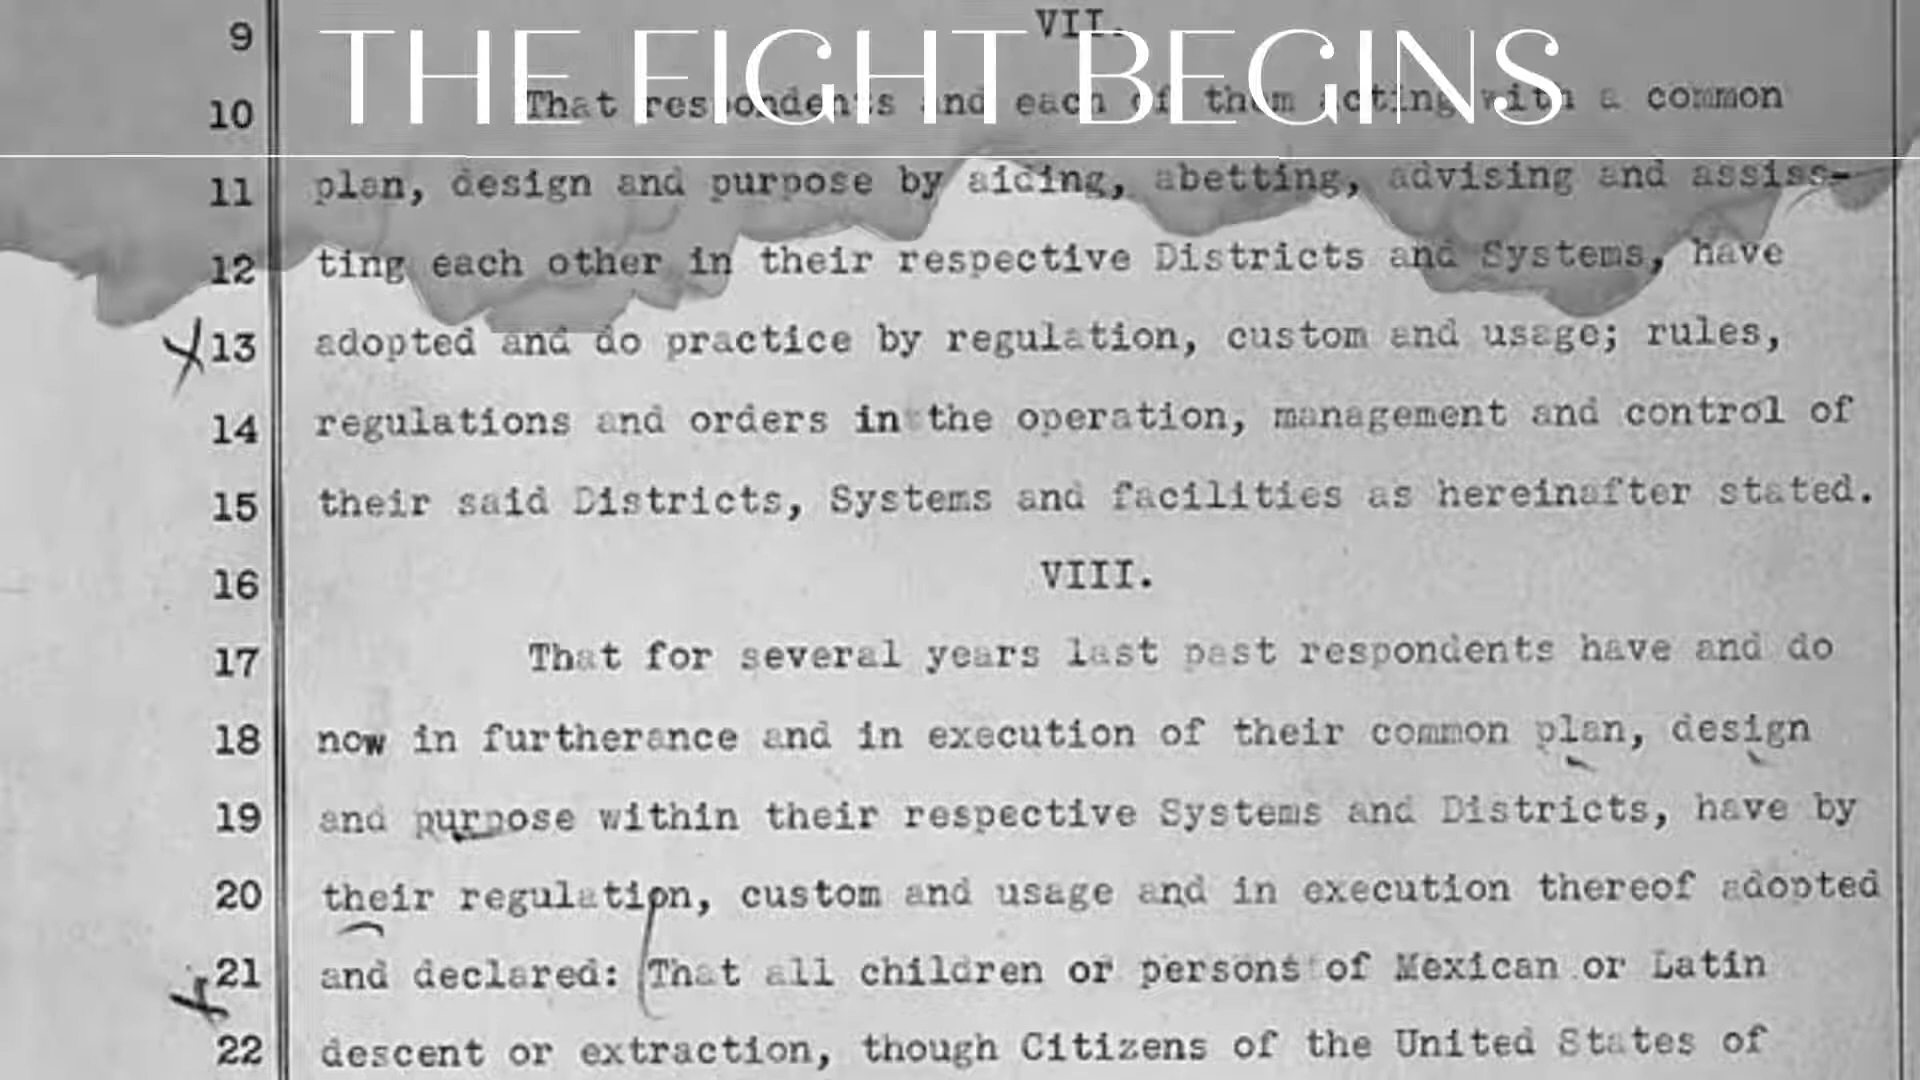 THE FIGHT BEGINS
9 VII.
10 That respondents and each of them acting with a common
11 plan, design and purpose by aiding, abetting, advising and assiss-
12 ting each other in their respective Districts and Systems, have
13 adopted and do practice by regulation, custom and usage; rules,
14 regulations and orders in the operation, management and control of
15 their said Districts, Systems and facilities as hereinafter stated.
16 VIII.
17 That for several years last past respondents have and do
18 now in furtherance and in execution of their common plan, design
19 and purpose within their respective Systems and Districts, have by
20 their regulation, custom and usage and in execution thereof adopted
21 and declared: That all children or persons of Mexican or Latin
22 descent or extraction, though Citizens of the United States of